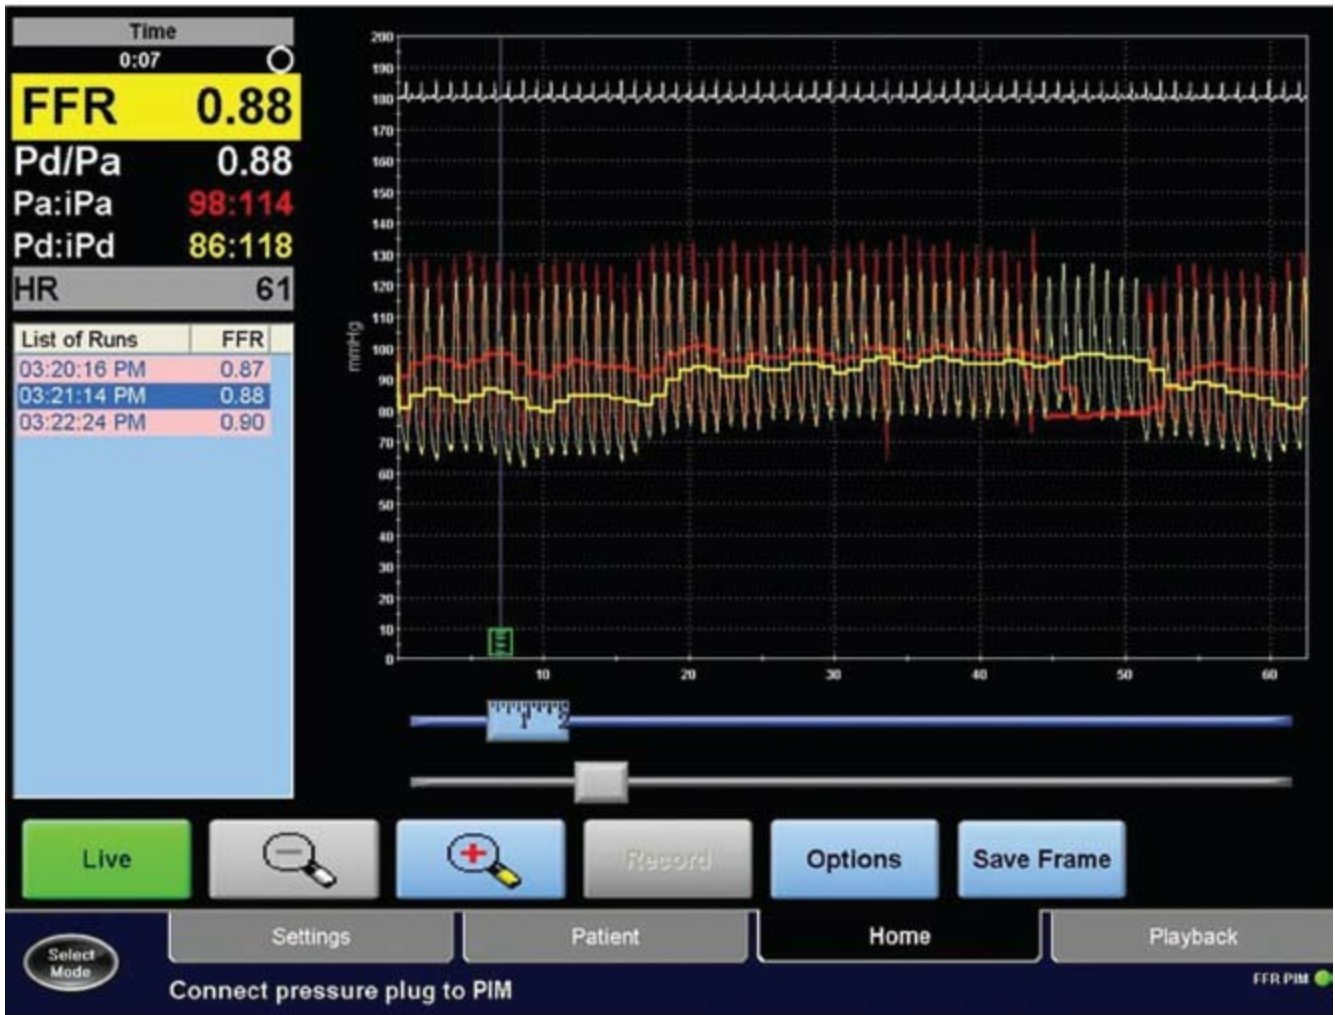 Time
0:07
FFR 0.88
Pd/Pa 0.88
Pa:iPa 98:114
Pd:iPd 86:118
HR 61
List of Runs FFR
03:20:16 PM 0.87
03:21:14 PM 0.88
03:22:24 PM 0.90
200
190
180
170
160
150
140
130
120
110
100
90
80
70
60
50
40
30
20
10
0
mmHg
10 20 30 40 50 60
1 2
Live Record Options Save Frame
Select
Mode
Settings Patient Home Playback
Connect pressure plug to PIM
FFR PIM